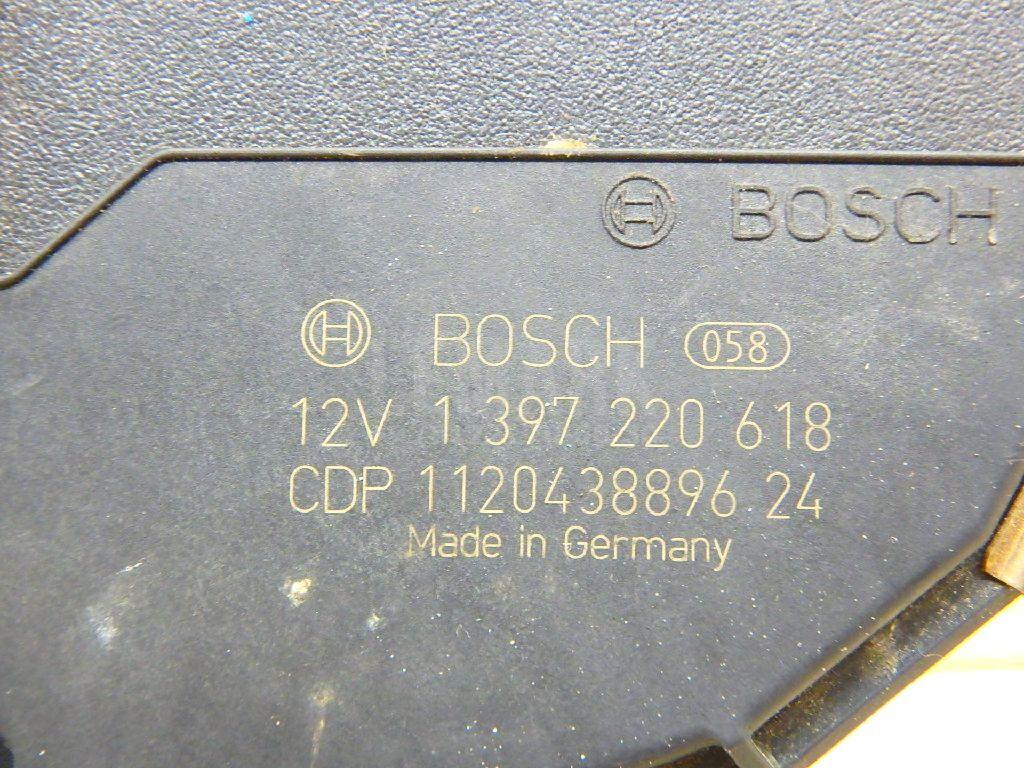 BOSCH
BOSCH 058
12V 1 397 220 618
CDP 1120438896 24
Made in Germany